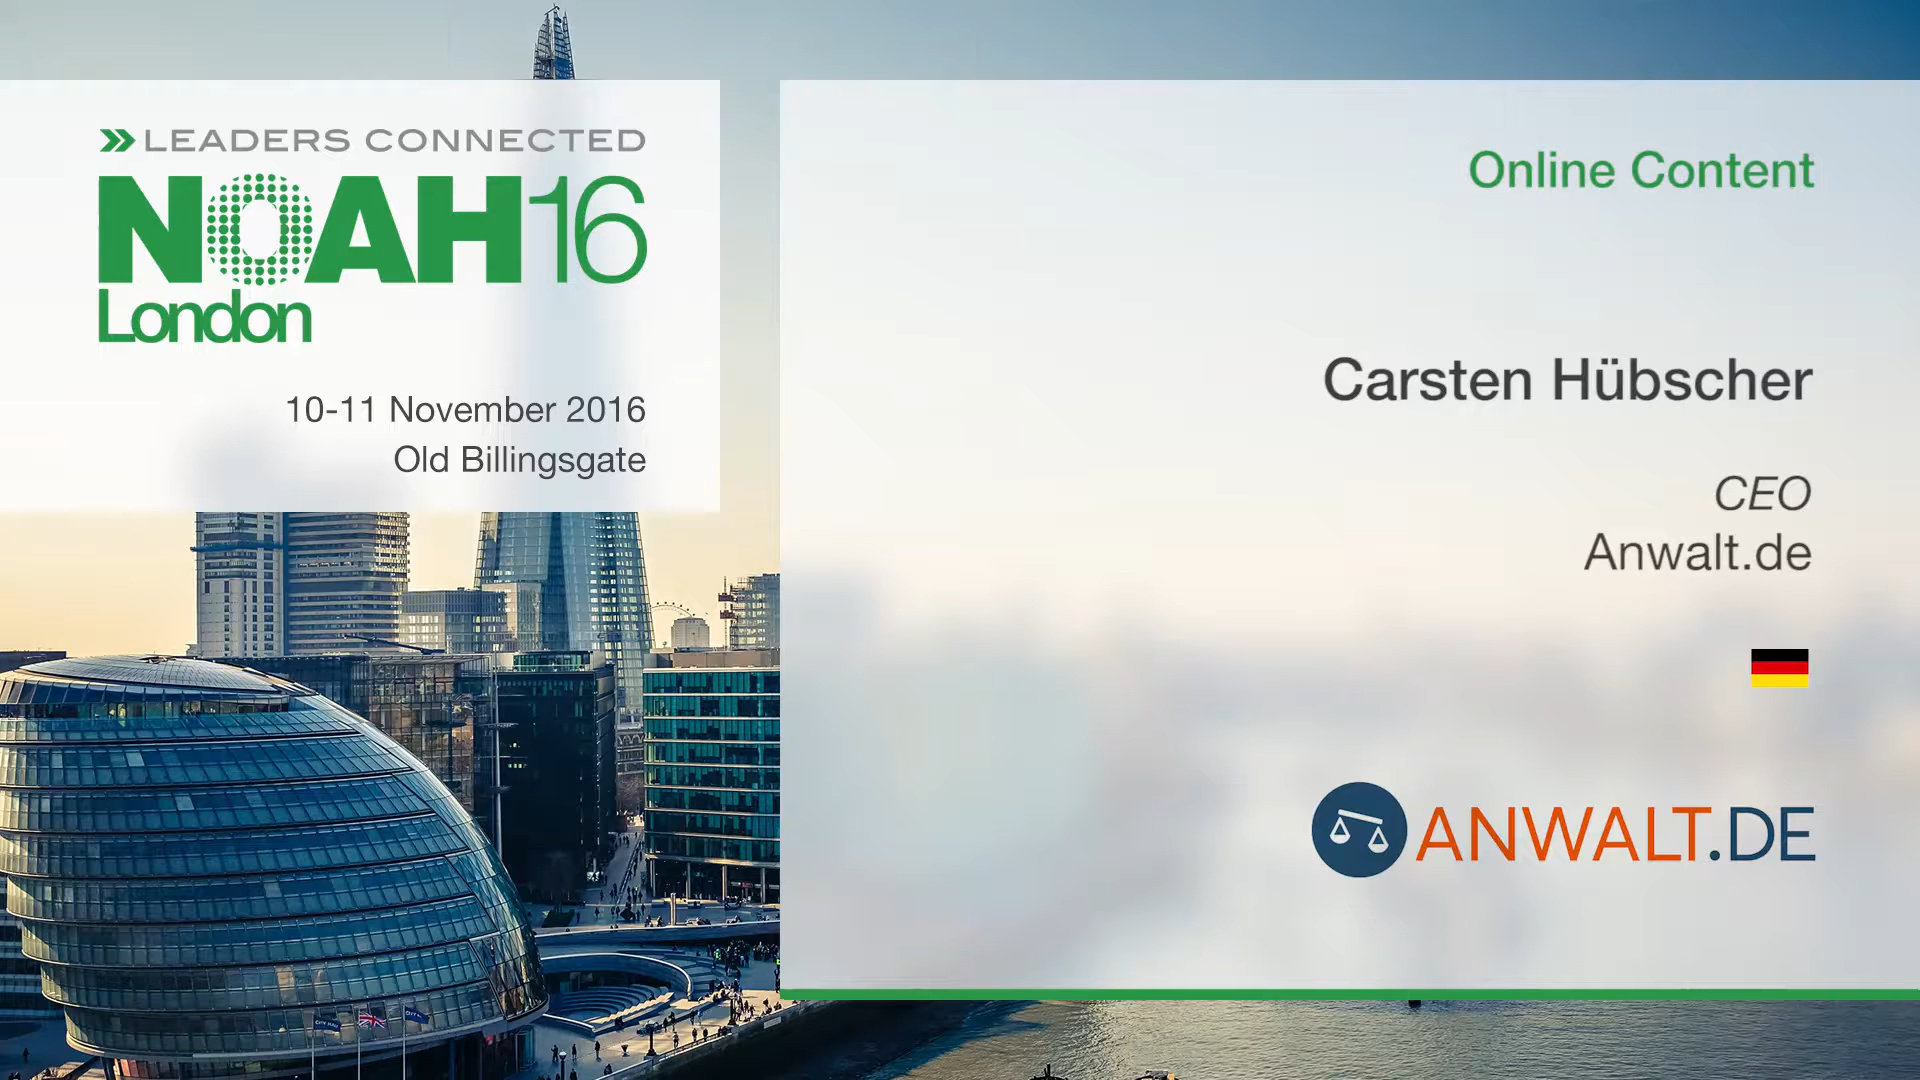 LEADERS CONNECTED
NOAH16
London
10-11 November 2016
Old Billingsgate
Online Content
Carsten Hübscher
CEO
Anwalt.de
ANWALT.DE